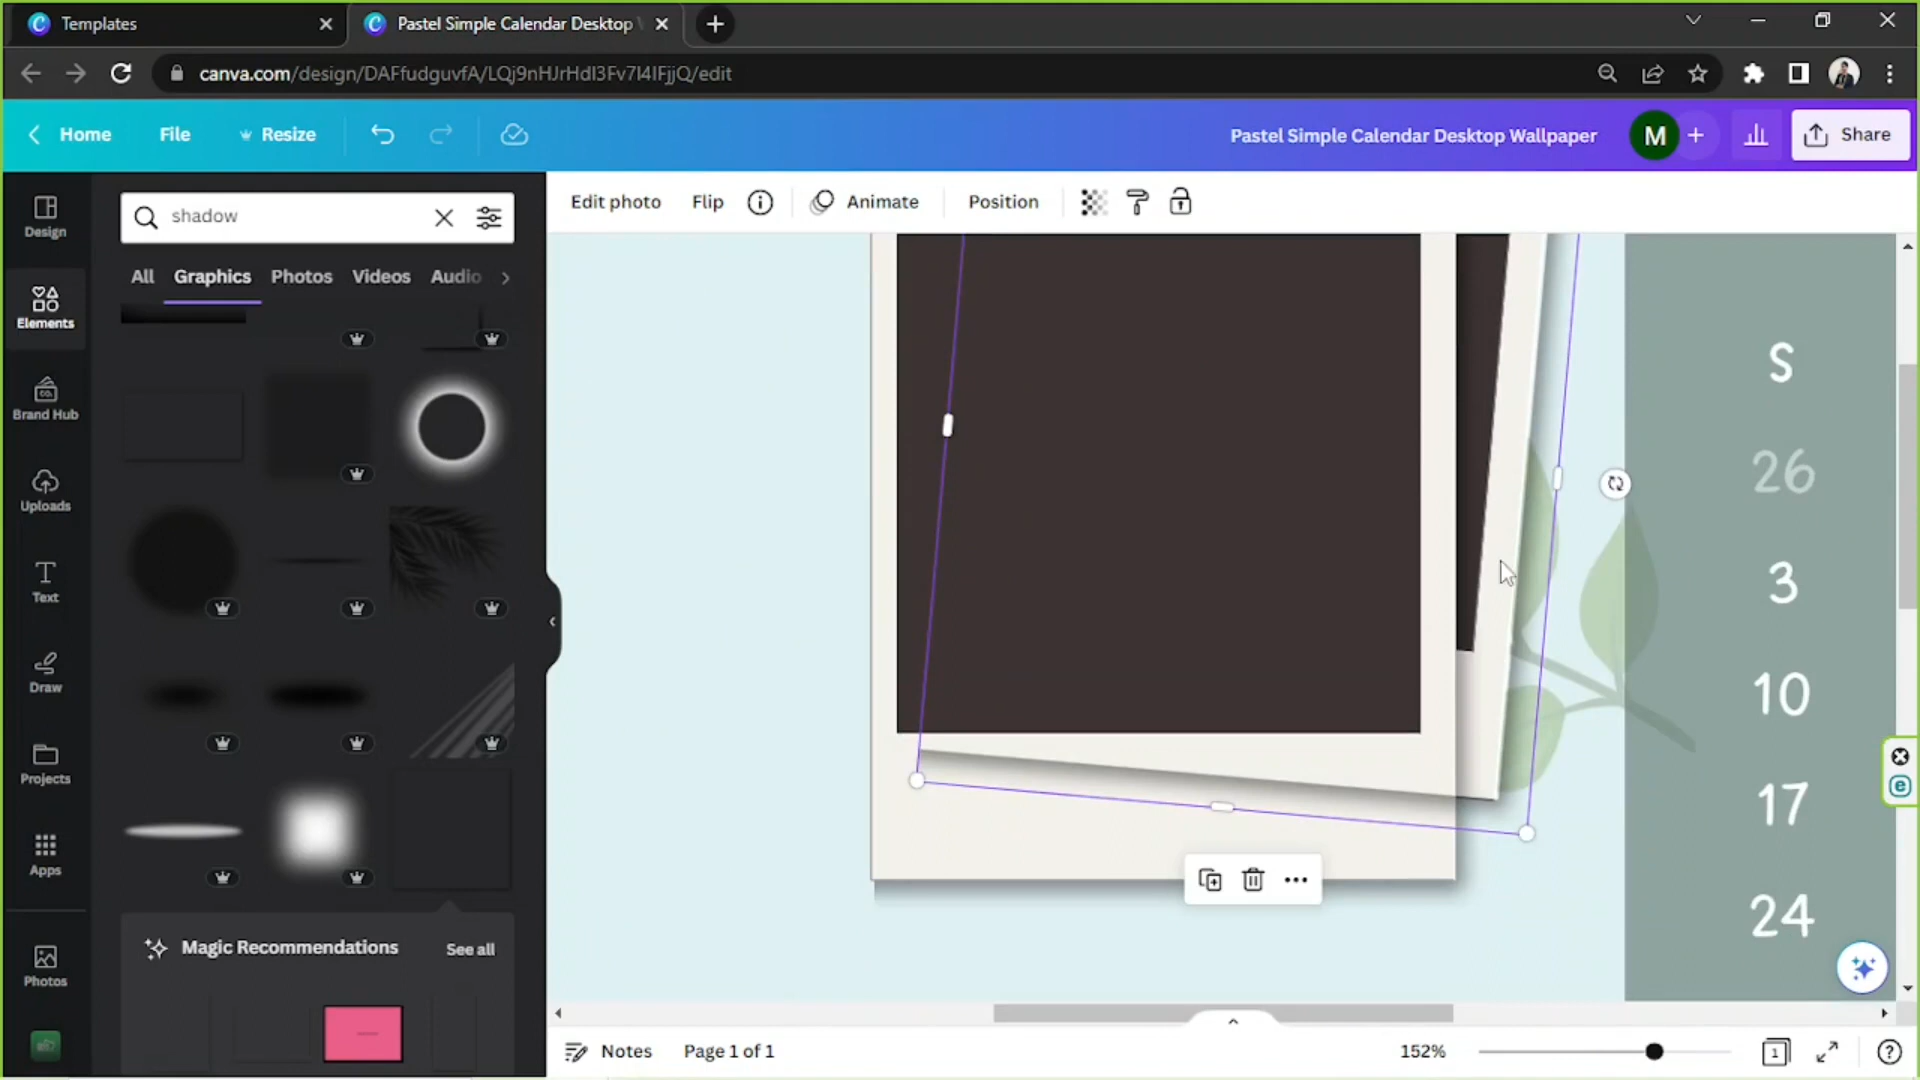 Templates
Pastel Simple Calendar Desktop
canva.com/design/DAFfudguvfA/LQj9nHJrHdI3Fv7I4IFjjQ/edit
Home
File
Resize
Pastel Simple Calendar Desktop Wallpaper
M
Share
Design
Elements
Brand Hub
Uploads
Text
Draw
Projects
Apps
Photos
shadow
All
Graphics
Photos
Videos
Audio
Edit photo
Flip
Animate
Position
S
26
3
10
17
24
Magic Recommendations
See all
Notes
Page 1 of 1
152%
1